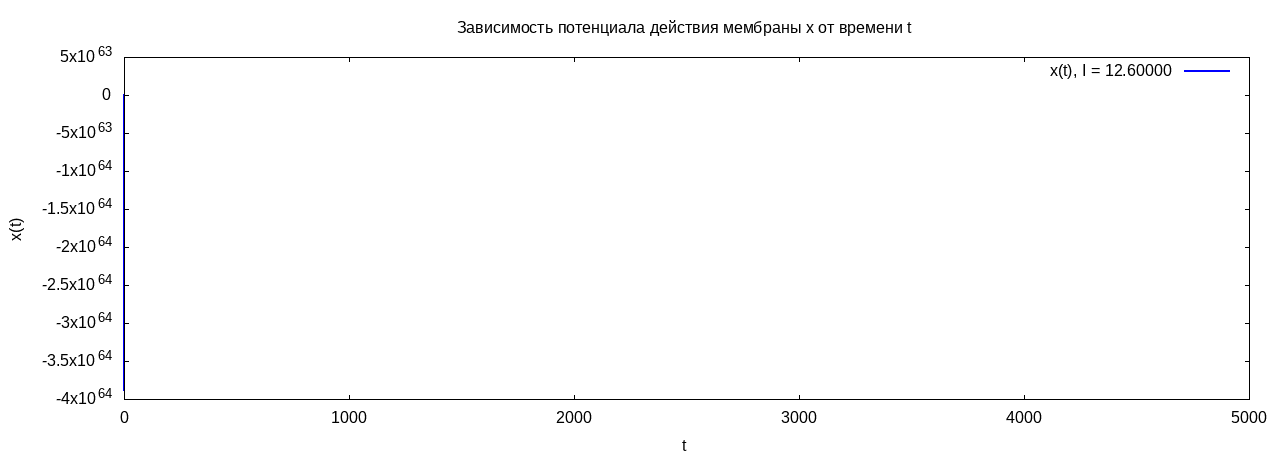 Зависимость потенциала действия мембраны x от времени t
x(t), I = 12.60000
5x10^63
0
-5x10^63
-1x10^64
-1.5x10^64
-2x10^64
-2.5x10^64
-3x10^64
-3.5x10^64
-4x10^64
x(t)
0 1000 2000 3000 4000 5000
t